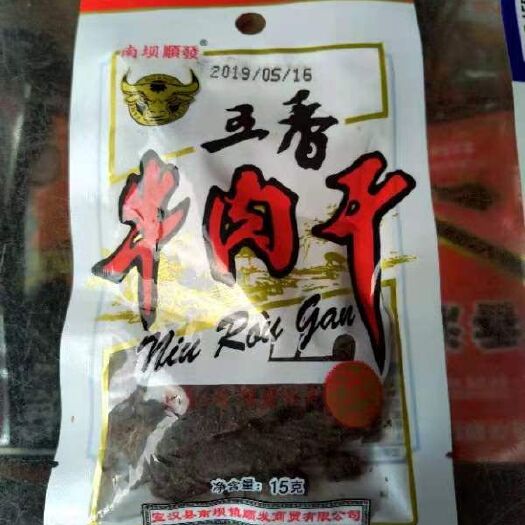 南坝順發®
2019/05/16
五香
牛肉干
Niu Rou Gan
净含量: 15克
宣汉县南坝镇顺发商贸有限公司